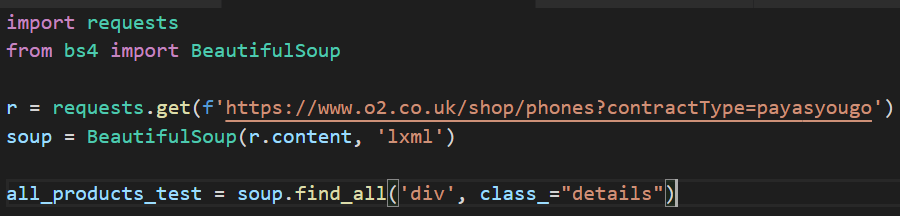 import requests
from bs4 import BeautifulSoup
r = requests.get(f'https://www.o2.co.uk/shop/phones?contractType=payasyougo')
soup = BeautifulSoup(r.content, 'lxml')
all_products_test = soup.find_all('div', class_="details")